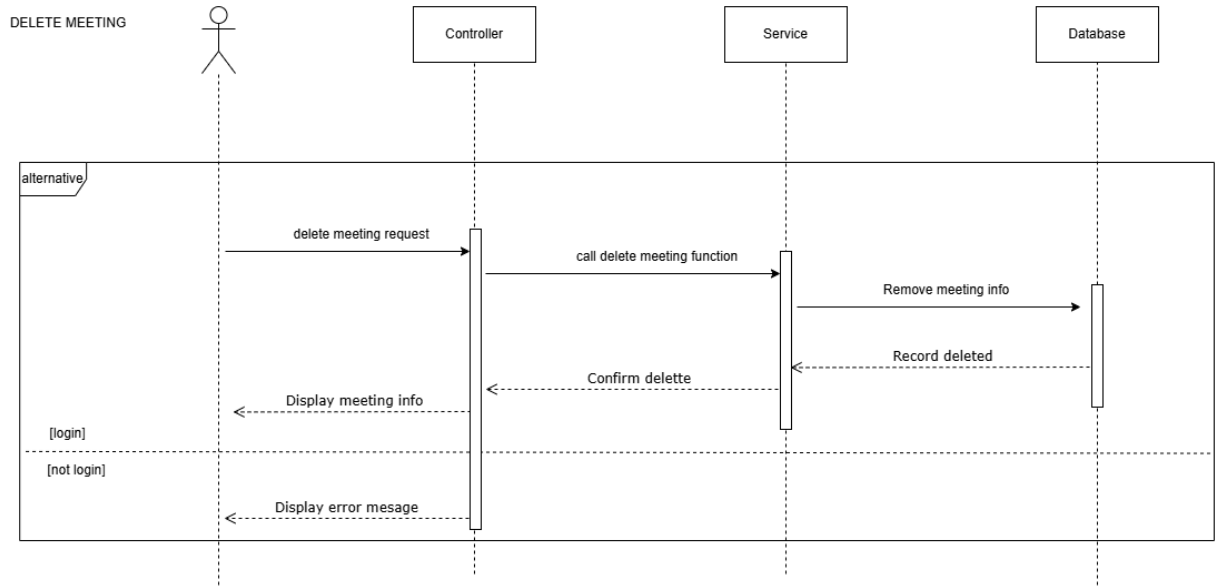 DELETE MEETING
Controller
Service
Database
alternative
delete meeting request
call delete meeting function
Remove meeting info
Record deleted
Confirm delette
Display meeting info
[login]
[not login]
Display error mesage